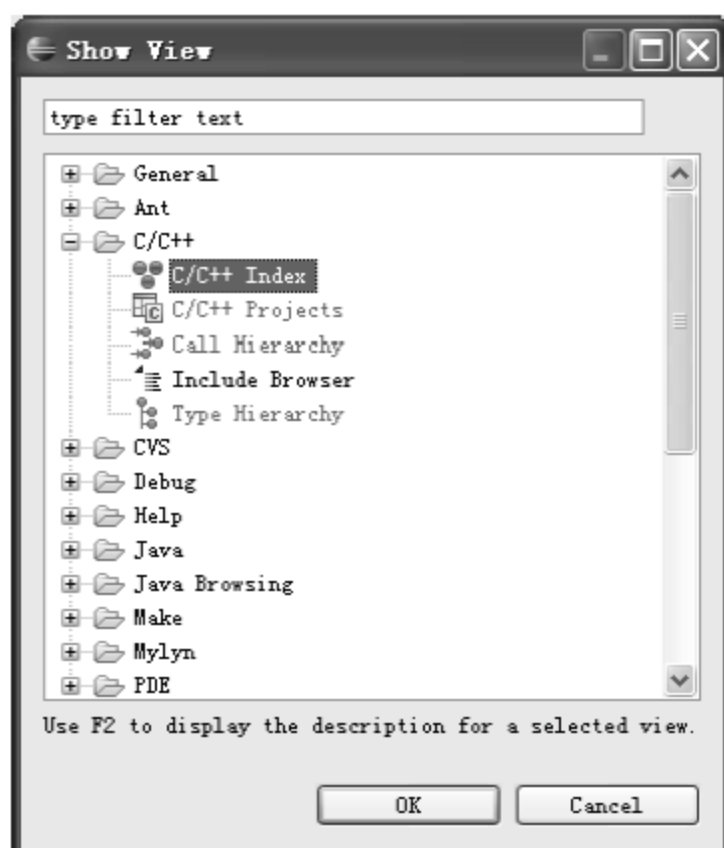 Show View
type filter text
General
Ant
C/C++
C/C++ Index
C/C++ Projects
Call Hierarchy
Include Browser
Type Hierarchy
CVS
Debug
Help
Java
Java Browsing
Make
Mylyn
PDE
Use F2 to display the description for a selected view.
OK Cancel